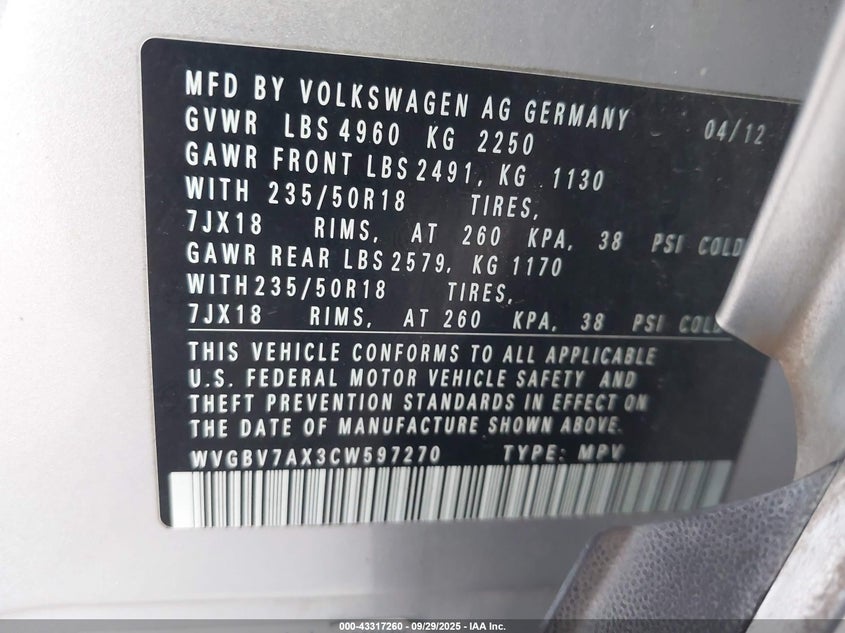 MFD BY VOLKSWAGEN AG GERMANY 04/12
GVWR LBS 4960 KG 2250
GAWR FRONT LBS 2491, KG 1130
WITH 235/50R18 TIRES,
7JX18 RIMS, AT 260 KPA, 38 PSI COLD
GAWR REAR LBS 2579, KG 1170
WITH 235/50R18 TIRES,
7JX18 RIMS, AT 260 KPA, 38 PSI COLD
THIS VEHICLE CONFORMS TO ALL APPLICABLE
U.S. FEDERAL MOTOR VEHICLE SAFETY AND
THEFT PREVENTION STANDARDS IN EFFECT ON
THE DATE OF MANUFACTURE SHOWN ABOVE.
WVGBV7AX3CW597270 TYPE: MPV
000-43317260 - 09/29/2025 - IAA Inc.